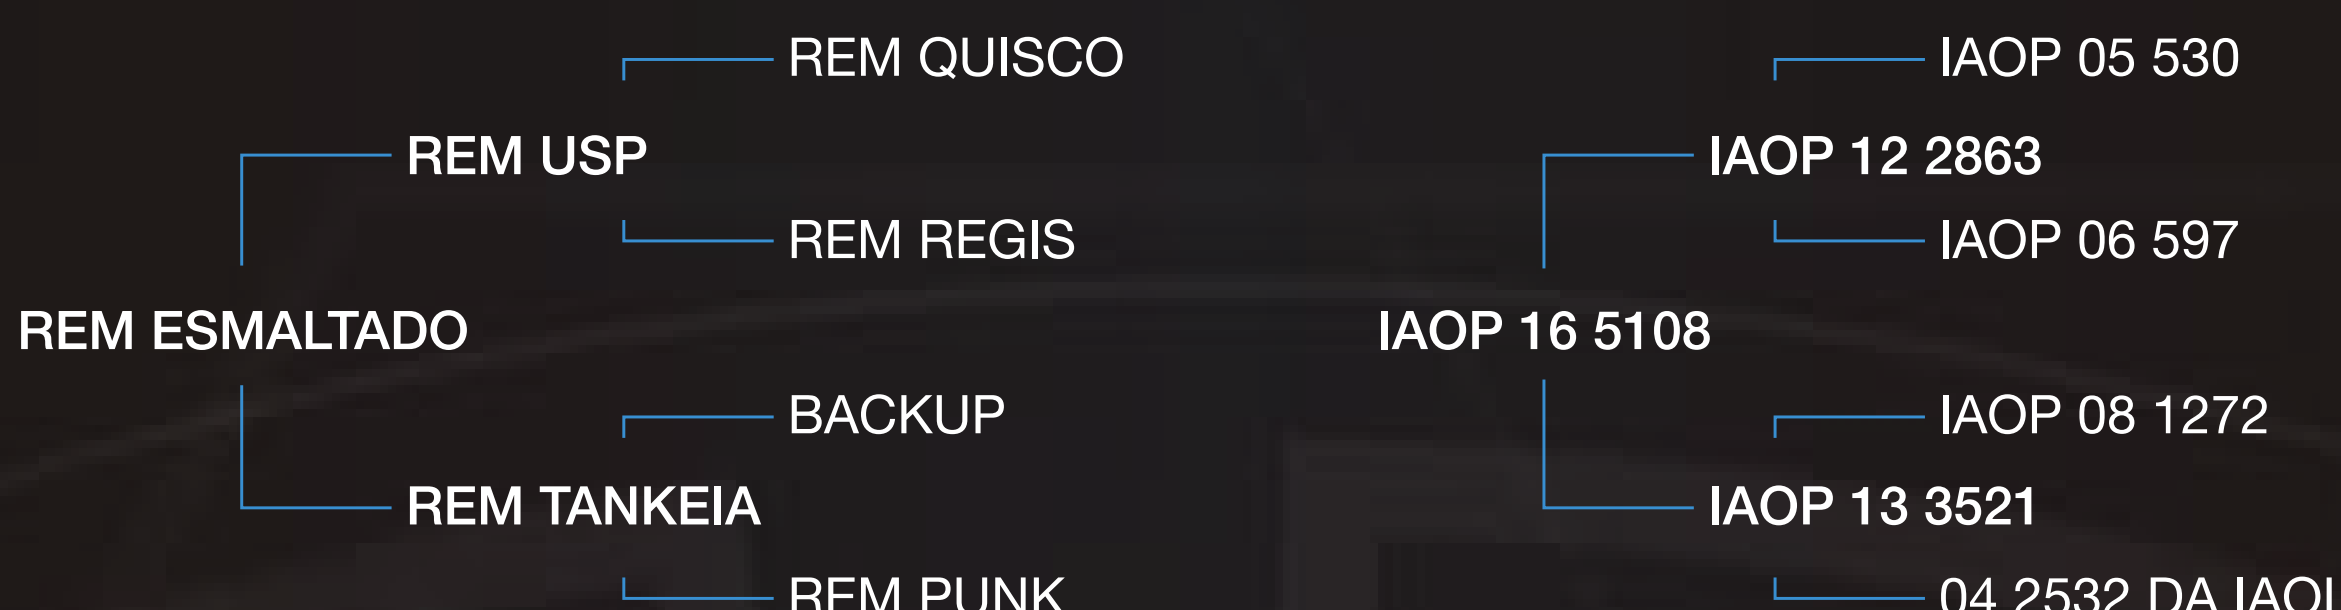 REM QUISCO
IAOP 05 530
REM USP
IAOP 12 2863
REM REGIS
IAOP 06 597
REM ESMALTADO
IAOP 16 5108
BACKUP
IAOP 08 1272
REM TANKEIA
IAOP 13 3521
REM PUNK
04 2532 DA